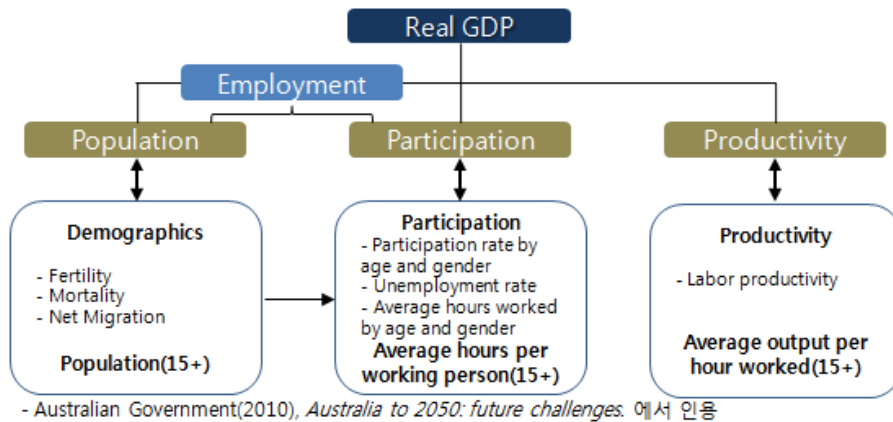 Real GDP
Employment
Population
Participation
Productivity
Demographics
- Fertility
- Mortality
- Net Migration
Population(15+)
Participation
- Participation rate by
age and gender
- Unemployment rate
- Average hours worked
by age and gender
Average hours per
working person(15+)
Productivity
- Labor productivity
Average output per
hour worked(15+)
- Australian Government(2010), Australia to 2050: future challenges. 에서 인용